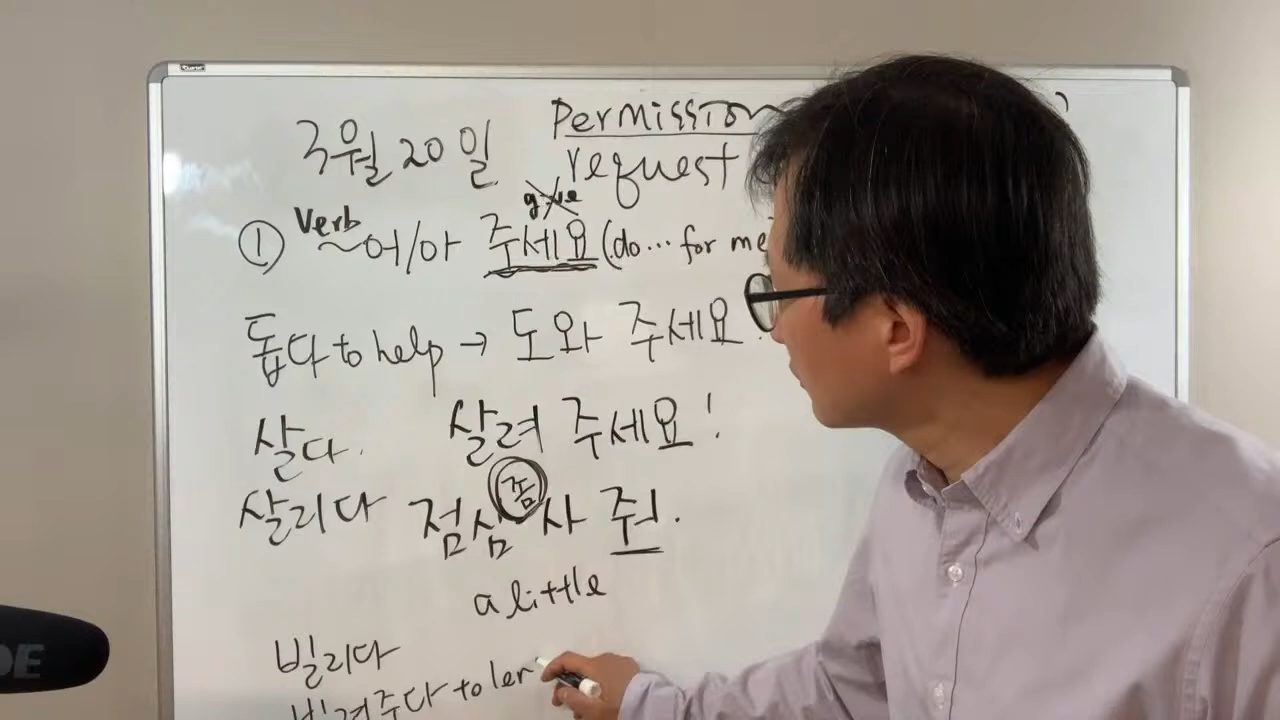 3월 20일 Permission
request
give
① Verb ~어/아 주세요 (do... for me
돕다 to help → 도와 주세요.
살다. 살려 주세요!
살리다 점심 좀 사 줘.
a little
빌리다
빌려주다 to len
DE